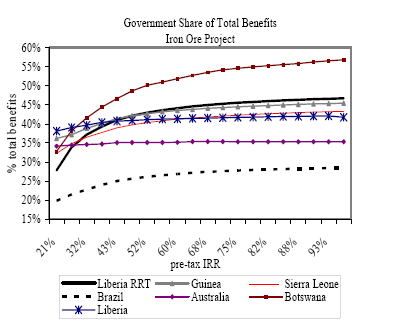 Government Share of Total Benefits
Iron Ore Project
60%
55%
50%
45%
40%
35%
30%
25%
20%
15%
% total benefits
21% 32% 43% 52% 60% 68% 75% 82% 88% 93%
pre-tax IRR
Liberia RRT Guinea Sierra Leone
Brazil Australia Botswana
Liberia